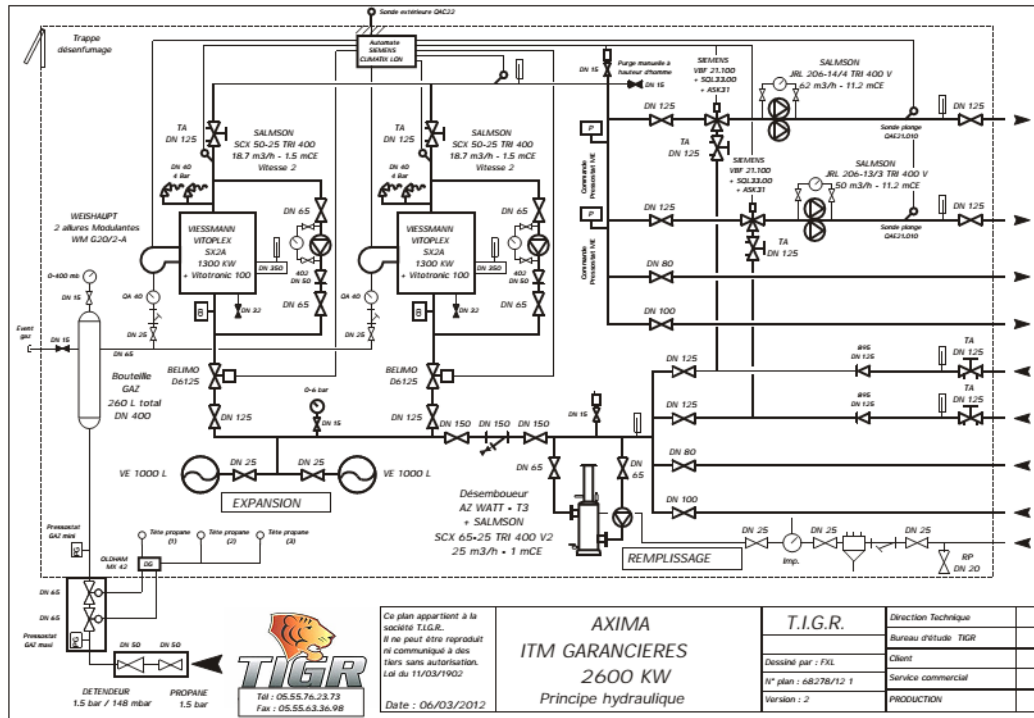 Sonde extérieure QAC22
Trappe
désenfumage
Automate
SIEMENS
CLIMATIX LON
Purge manuelle à
hauteur d'homme
DN 15
DN 15
SIEMENS
VBF 21.100
+ SQL33.00
+ ASK31
SALMSON
JRL 206-14/4 TRI 400 V
62 m3/h - 11.2 mCE
DN 125
DN 125
Sonde plonge
QAE21.010
TA
DN 125
TA
DN 125
SALMSON
SCX 50-25 TRI 400
18.7 m3/h - 1.5 mCE
Vitesse 2
TA
DN 125
SALMSON
SCX 50-25 TRI 400
18.7 m3/h - 1.5 mCE
Vitesse 2
DN 40
4 Bar
DN 40
4 Bar
P
Commande
Pressostat ME
SIEMENS
VBF 21.100
+ SQL33.00
+ ASK31
SALMSON
JRL 206-13/3 TRI 400 V
50 m3/h - 11.2 mCE
DN 125
DN 125
Sonde plonge
QAE21.010
TA
DN 125
P
Commande
Pressostat ME
WEISHAUPT
2 allures Modulantes
WM G20/2-A
VIESSMANN
VITOPLEX
SX2A
1300 KW
+ Vitotronic 100
DN 65
DN 350
402
DN 50
DN 65
DN 32
VIESSMANN
VITOPLEX
SX2A
1300 KW
+ Vitotronic 100
DN 65
DN 350
402
DN 50
DN 65
DN 32
DN 80
DN 100
0-400 mb
DN 15
QA 40
DN 25
QA 40
DN 25
Event
gaz
DN 15
DN 65
Bouteille
GAZ
260 L total
DN 400
BELIMO
D6125
BELIMO
D6125
DN 125
DN 125
0-6 bar
DN 15
DN 125
895
DN 125
TA
DN 125
DN 125
895
DN 125
TA
DN 125
DN 80
DN 100
DN 150
DN 150
DN 150
DN 15
DN 65
DN 65
VE 1000 L
DN 25
DN 25
VE 1000 L
EXPANSION
Désemboueur
AZ WATT - T3
+ SALMSON
SCX 65-25 TRI 400 V2
25 m3/h - 1 mCE
REMPLISSAGE
DN 25
DN 25
DN 25
Imp.
RP
DN 20
Pressostat
GAZ mini
Tête propane
(1)
Tête propane
(2)
Tête propane
(3)
OLDHAM
MX 42
DG
DN 65
DN 65
Pressostat
GAZ maxi
DN 50
DN 50
DETENDEUR
1.5 bar / 148 mbar
PROPANE
1.5 bar
TIGR
Tél : 05.55.76.23.73
Fax : 05.55.63.36.98
Ce plan appartient à la
société T.I.G.R.
Il ne peut être reproduit
ni communiqué à des
tiers sans autorisation.
Loi du 11/03/1902
Date : 06/03/2012
AXIMA
ITM GARANCIERES
2600 KW
Principe hydraulique
T.I.G.R.
Dessiné par : FXL
N° plan : 68278/12 1
Version : 2
Direction Technique
Bureau d'étude TIGR
Client
Service commercial
PRODUCTION